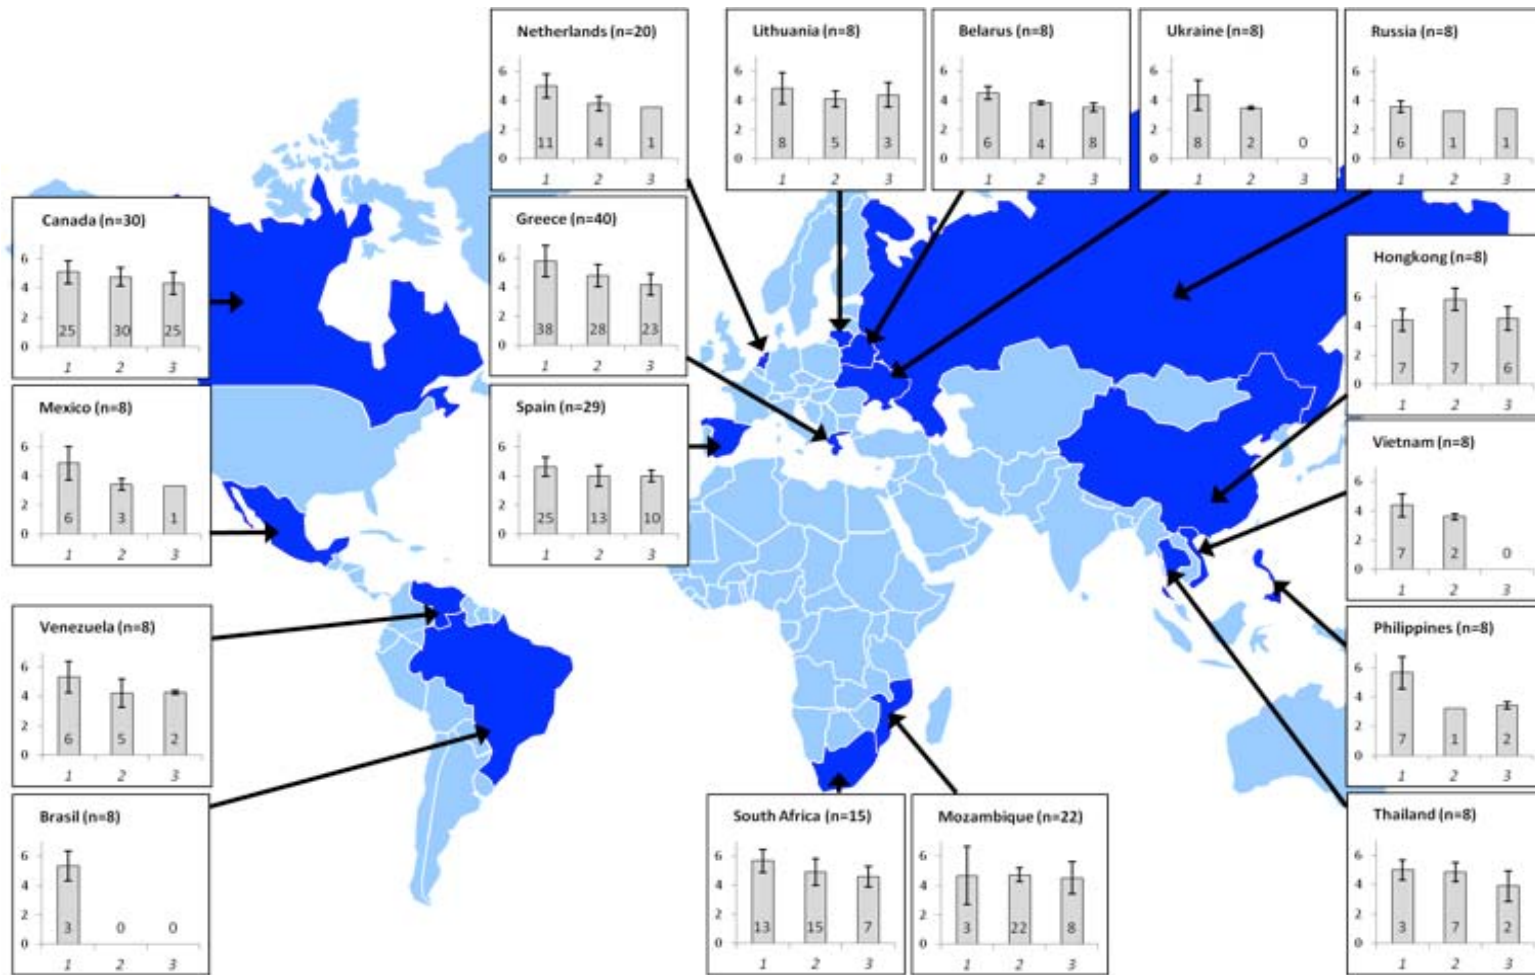 Netherlands (n=20)
6
4
2
0
11 4 1
1 2 3
Lithuania (n=8)
6
4
2
0
8 5 3
1 2 3
Belarus (n=8)
6
4
2
0
6 4 8
1 2 3
Ukraine (n=8)
6
4
2
0
8 2 0
1 2 3
Russia (n=8)
6
4
2
0
6 1 1
1 2 3
Canada (n=30)
6
4
2
0
25 30 25
1 2 3
Greece (n=40)
6
4
2
0
38 28 23
1 2 3
Hongkong (n=8)
6
4
2
0
7 7 6
1 2 3
Mexico (n=8)
6
4
2
0
6 3 1
1 2 3
Spain (n=29)
6
4
2
0
25 13 10
1 2 3
Vietnam (n=8)
6
4
2
0
7 2 0
1 2 3
Venezuela (n=8)
6
4
2
0
6 5 2
1 2 3
Philippines (n=8)
6
4
2
0
7 1 2
1 2 3
Brasil (n=8)
6
4
2
0
3 0 0
1 2 3
South Africa (n=15)
6
4
2
0
13 15 7
1 2 3
Mozambique (n=22)
6
4
2
0
3 22 8
1 2 3
Thailand (n=8)
6
4
2
0
3 7 2
1 2 3